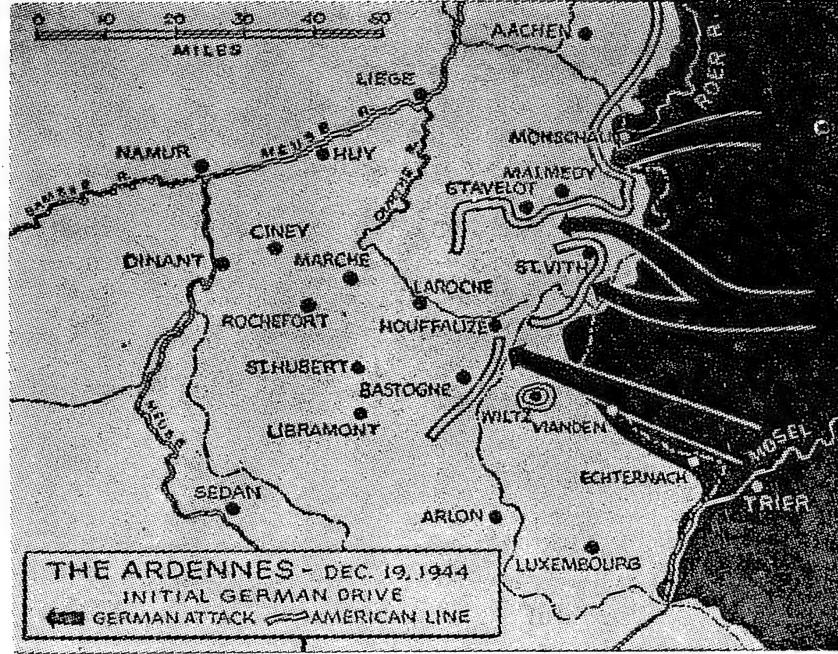 0 10 20 30 40 50
MILES
AACHEN
ROER R.
LIEGE
MONSCHAU
NAMUR
MEUSE R.
HUY
MALMEDY
STAVELOT
SAMBRE R.
OURTHE R.
CINEY
DINANT
MARCHE
ST.VITH
LAROCHE
ROCHEFORT
HOUFFALIZE
ST.HUBERT
BASTOGNE
WILTZ
VIANDEN
LIBRAMONT
MEUSE
MOSEL
ECHTERNACH
SEDAN
TRIER
ARLON
LUXEMBOURG
THE ARDENNES - DEC. 19, 1944
INITIAL GERMAN DRIVE
GERMAN ATTACK AMERICAN LINE